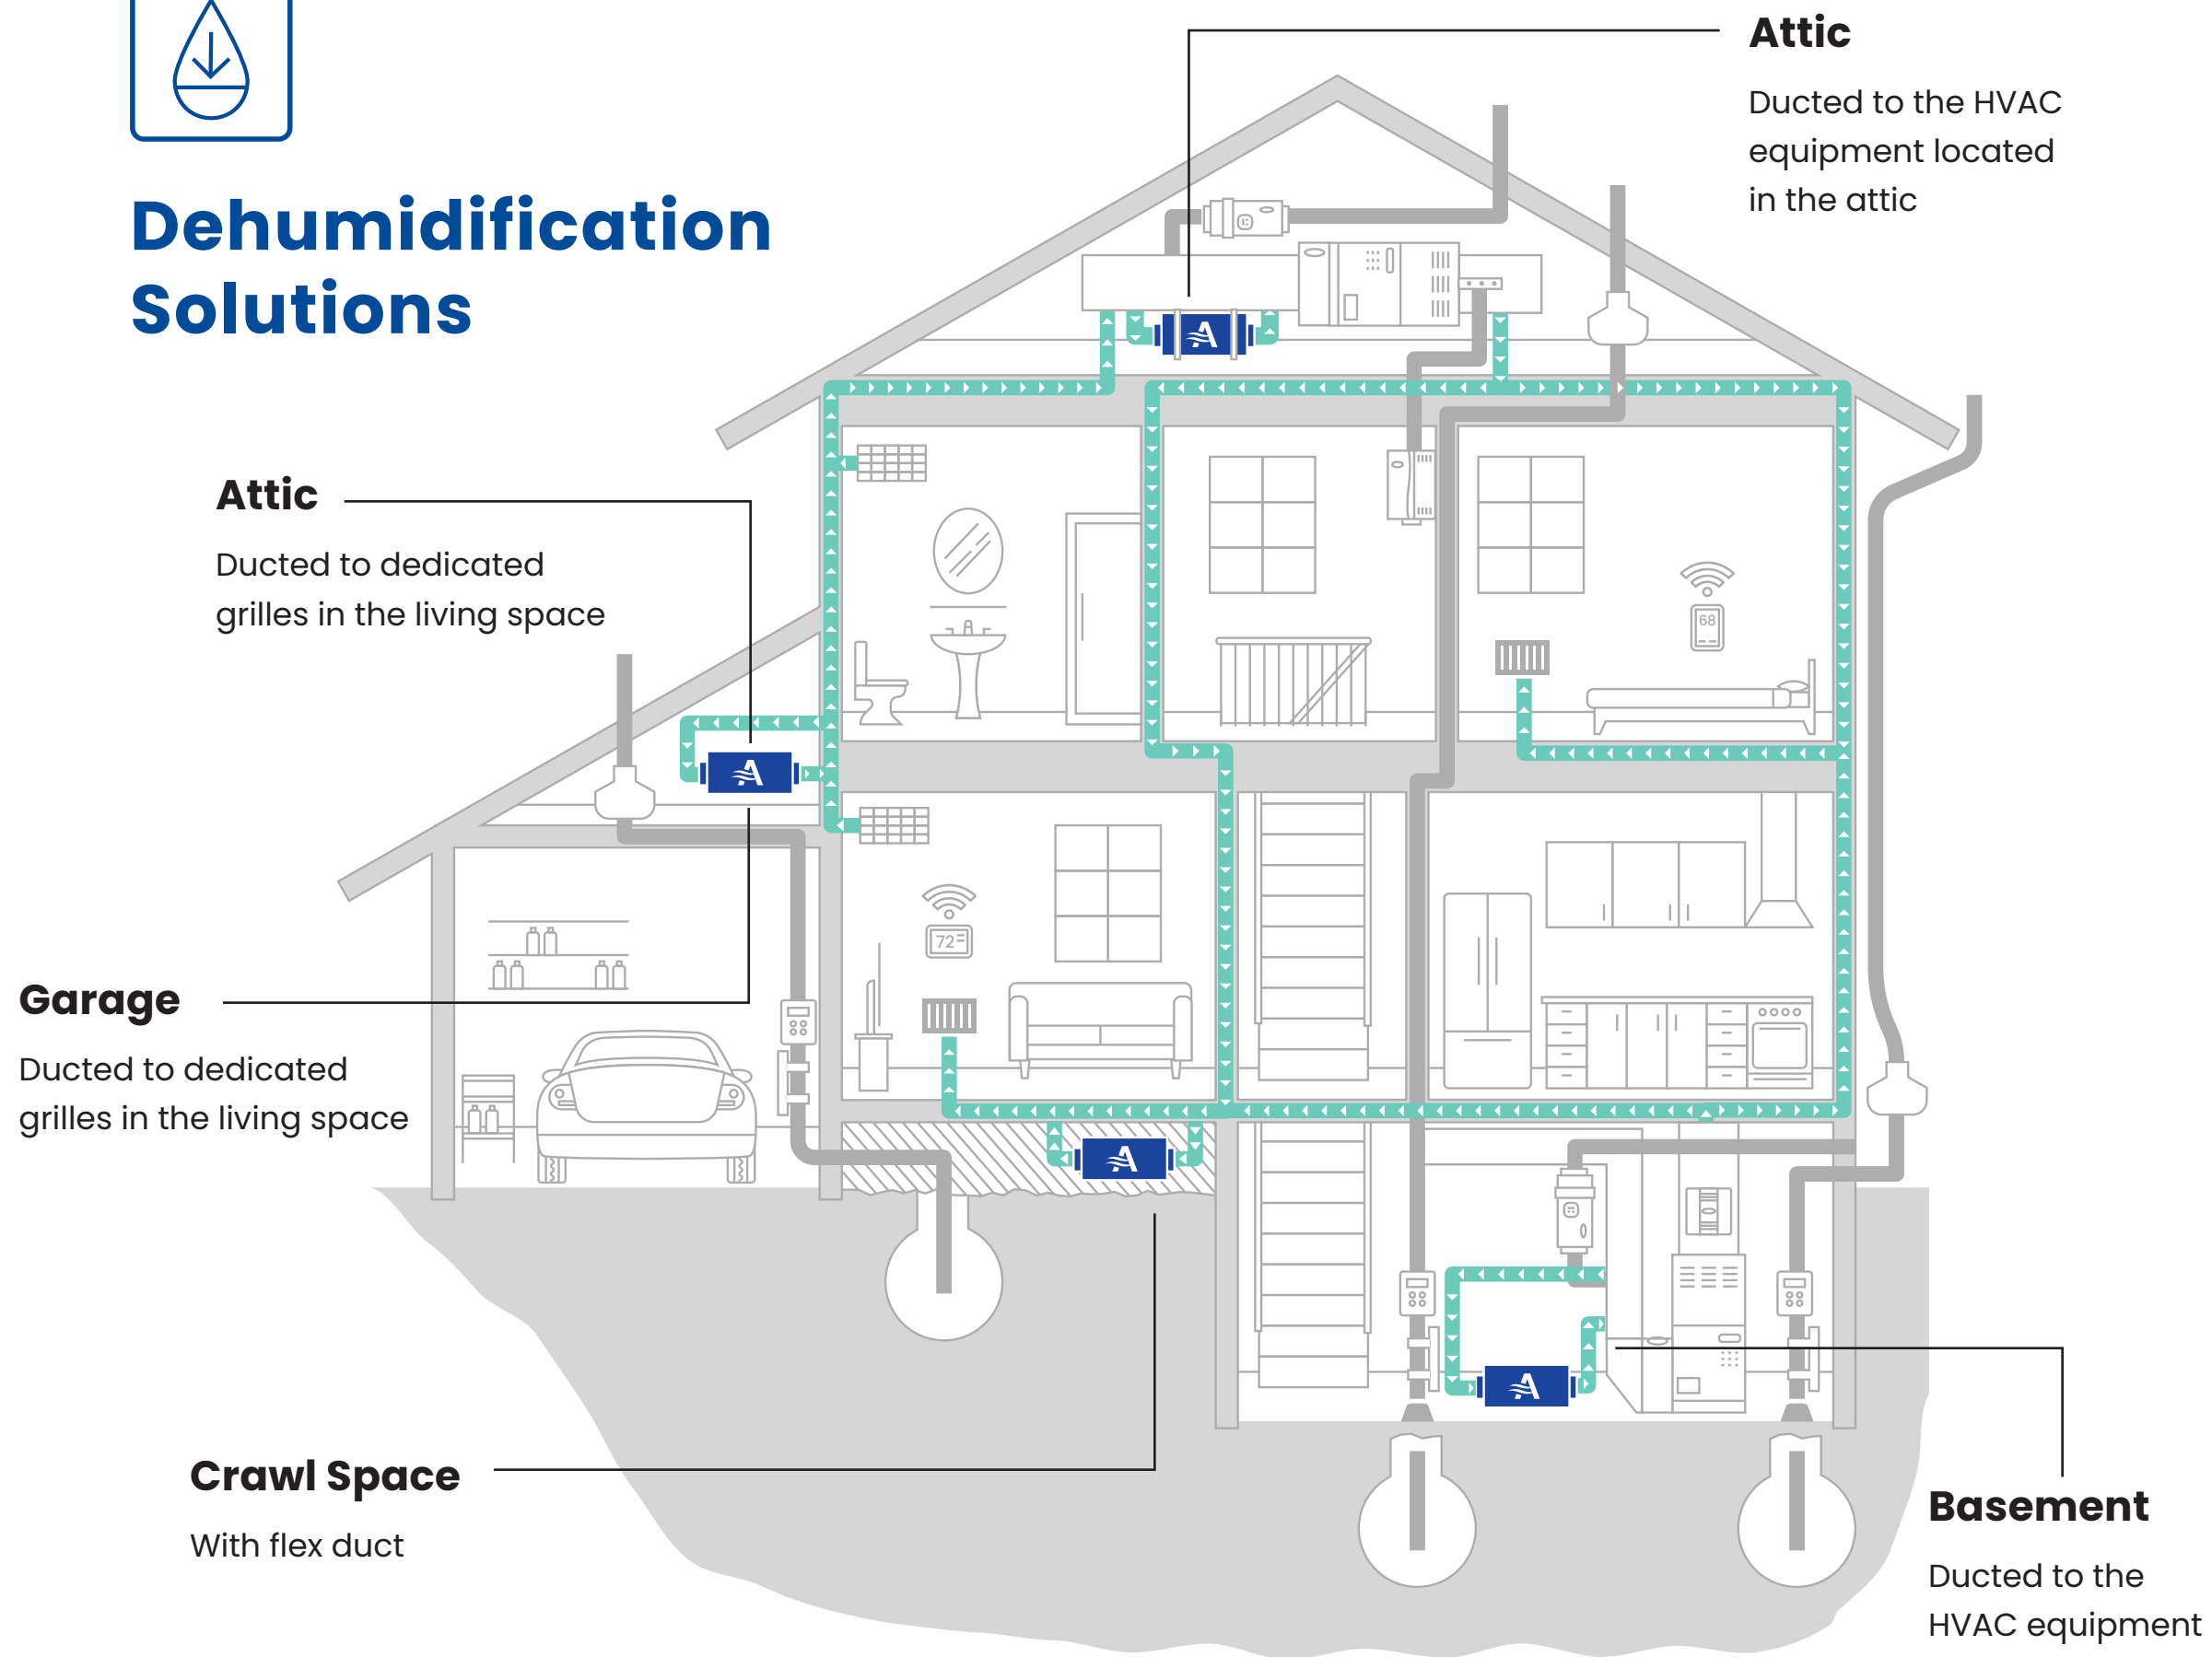 Dehumidification
Solutions
Attic
Ducted to the HVAC
equipment located
in the attic
Attic
Ducted to dedicated
grilles in the living space
68
72
Garage
Ducted to dedicated
grilles in the living space
Crawl Space
With flex duct
Basement
Ducted to the
HVAC equipment
A
A
A
A